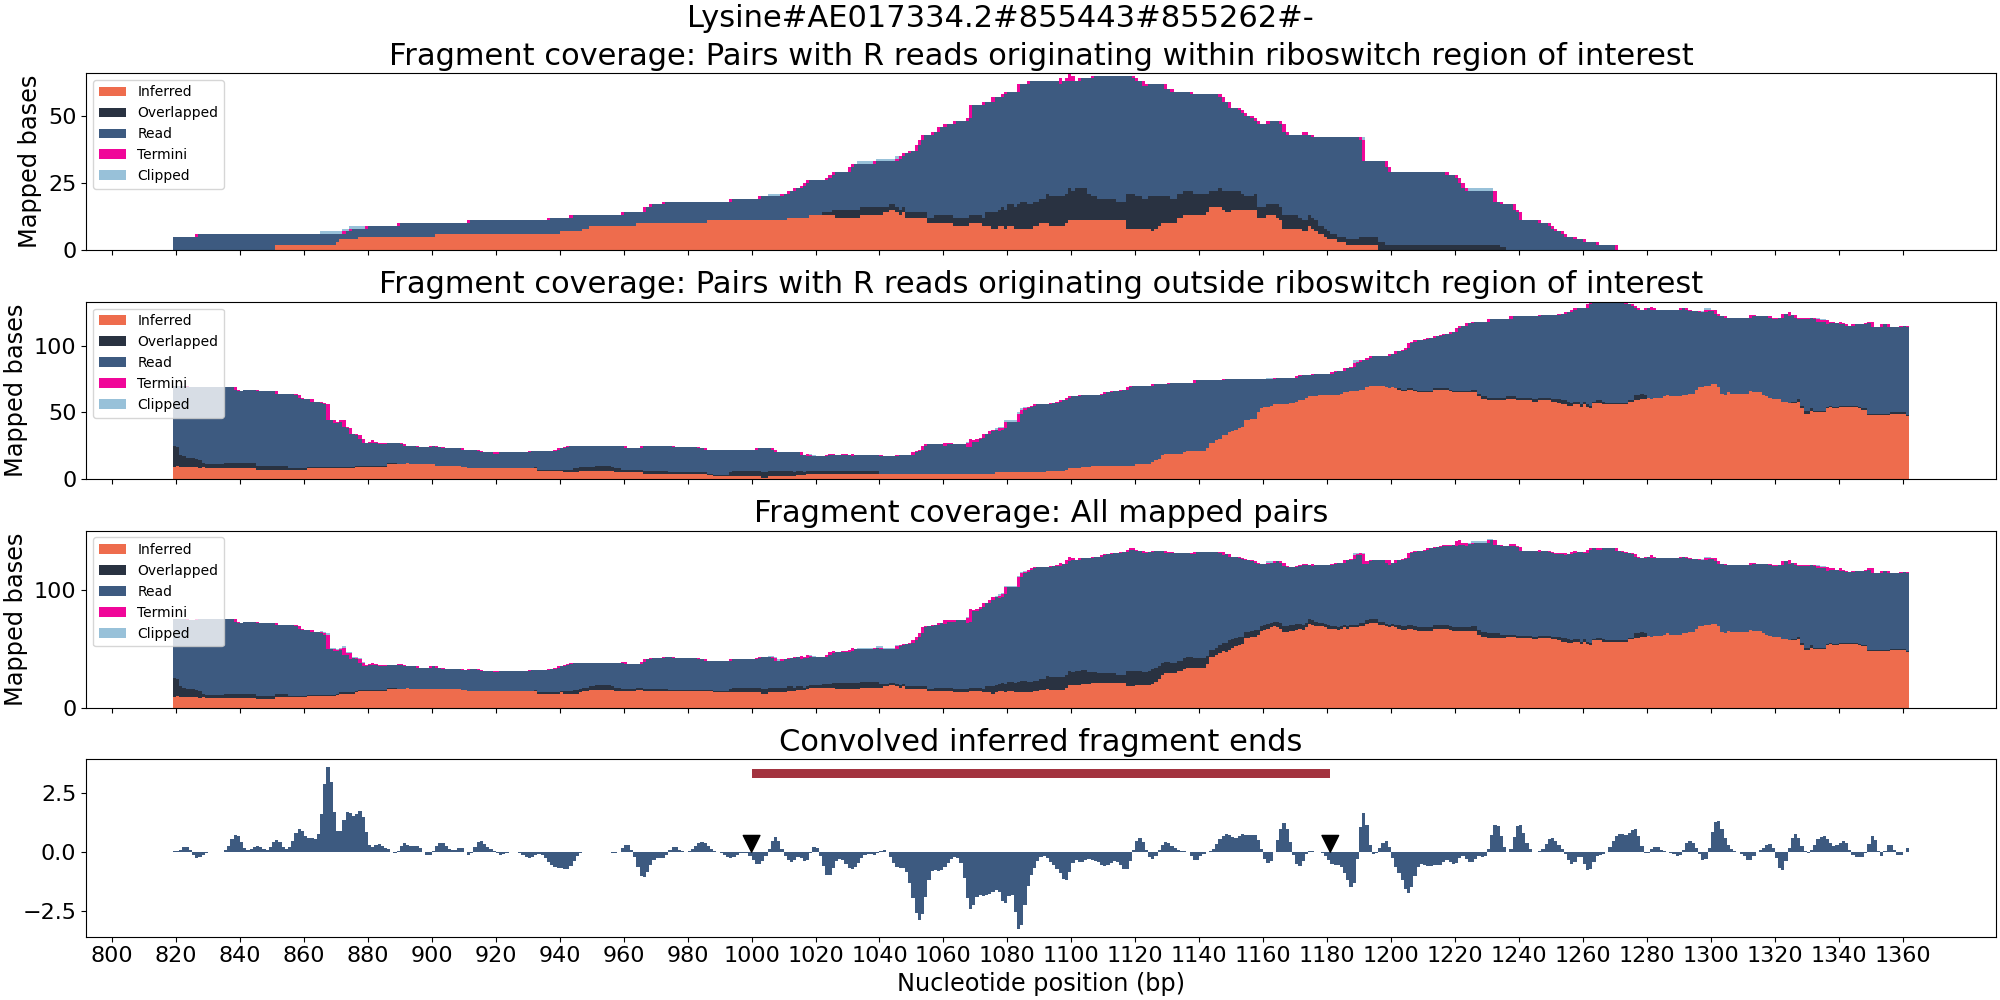 Lysine#AE017334.2#855443#855262#-
Fragment coverage: Pairs with R reads originating within riboswitch region of interest
Mapped bases
50
25
0
Inferred
Overlapped
Read
Termini
Clipped
Fragment coverage: Pairs with R reads originating outside riboswitch region of interest
Mapped bases
100
50
0
Inferred
Overlapped
Read
Termini
Clipped
Fragment coverage: All mapped pairs
Mapped bases
100
0
Inferred
Overlapped
Read
Termini
Clipped
Convolved inferred fragment ends
2.5
0.0
−2.5
800 820 840 860 880 900 920 940 960 980 1000 1020 1040 1060 1080 1100 1120 1140 1160 1180 1200 1220 1240 1260 1280 1300 1320 1340 1360
Nucleotide position (bp)